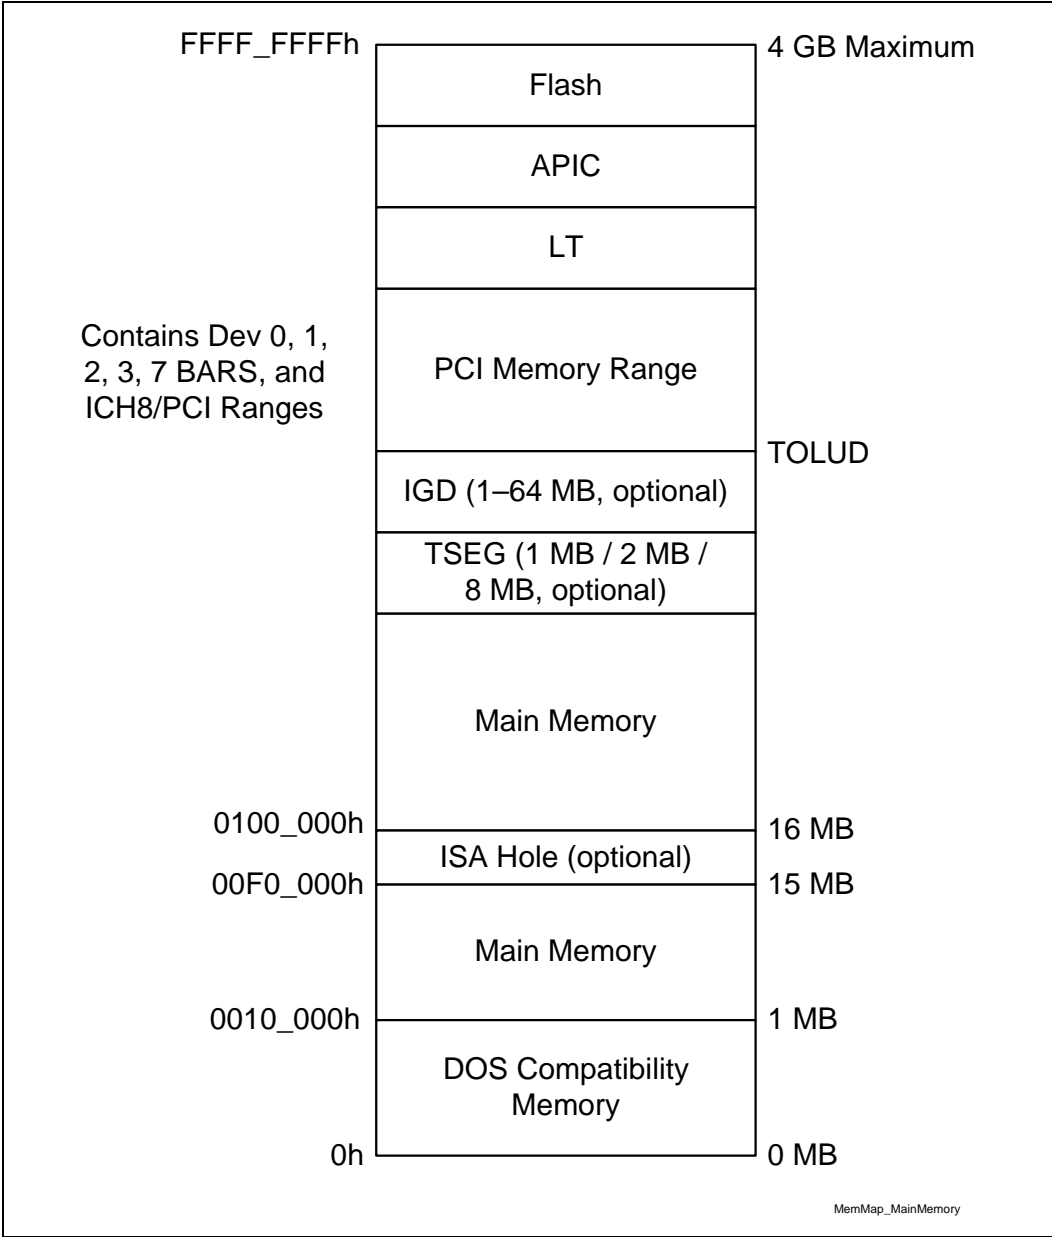 FFFF_FFFFh
4 GB Maximum
Flash
APIC
LT
Contains Dev 0, 1,
2, 3, 7 BARS, and
ICH8/PCI Ranges
PCI Memory Range
TOLUD
IGD (1–64 MB, optional)
TSEG (1 MB / 2 MB /
8 MB, optional)
Main Memory
0100_000h
16 MB
ISA Hole (optional)
00F0_000h
15 MB
Main Memory
0010_000h
1 MB
DOS Compatibility
Memory
0h
0 MB
MemMap_MainMemory